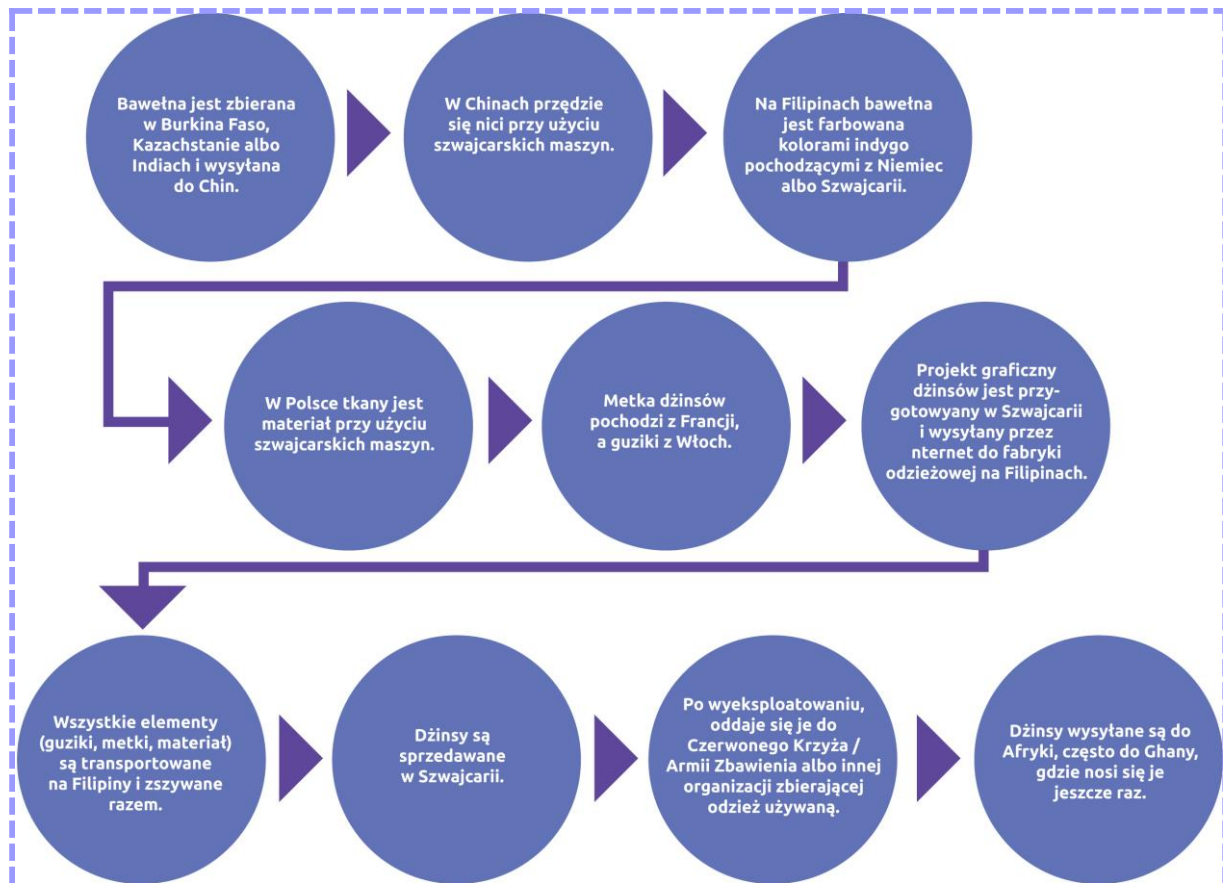 Bawełna jest zbierana
w Burkina Faso,
Kazachstanie albo
Indiach i wysyłana
do Chin.
W Chinach przędzie
się nici przy użyciu
szwajcarskich maszyn.
Na Filipinach bawełna
jest farbowana
kolorami indygo
pochodzącymi z Niemiec
albo Szwajcarii.
W Polsce tkany jest
materiał przy użyciu
szwajcarskich maszyn.
Metka dżinsów
pochodzi z Francji,
a guziki z Włoch.
Projekt graficzny
dżinsów jest przy-
gotowyany w Szwajcarii
i wysyłany przez
nternet do fabryki
odzieżowej na Filipinach.
Wszystkie elementy
(guziki, metki, materiał)
są transportowane
na Filipiny i zszywane
razem.
Dżinsy są
sprzedawane
w Szwajcarii.
Po wyeksploatowaniu,
oddaje się je do
Czerwonego Krzyża /
Armii Zbawienia albo innej
organizacji zbierającej
odzież używaną.
Dżinsy wysyłane są do
Afryki, często do Ghany,
gdzie nosi się je
jeszcze raz.